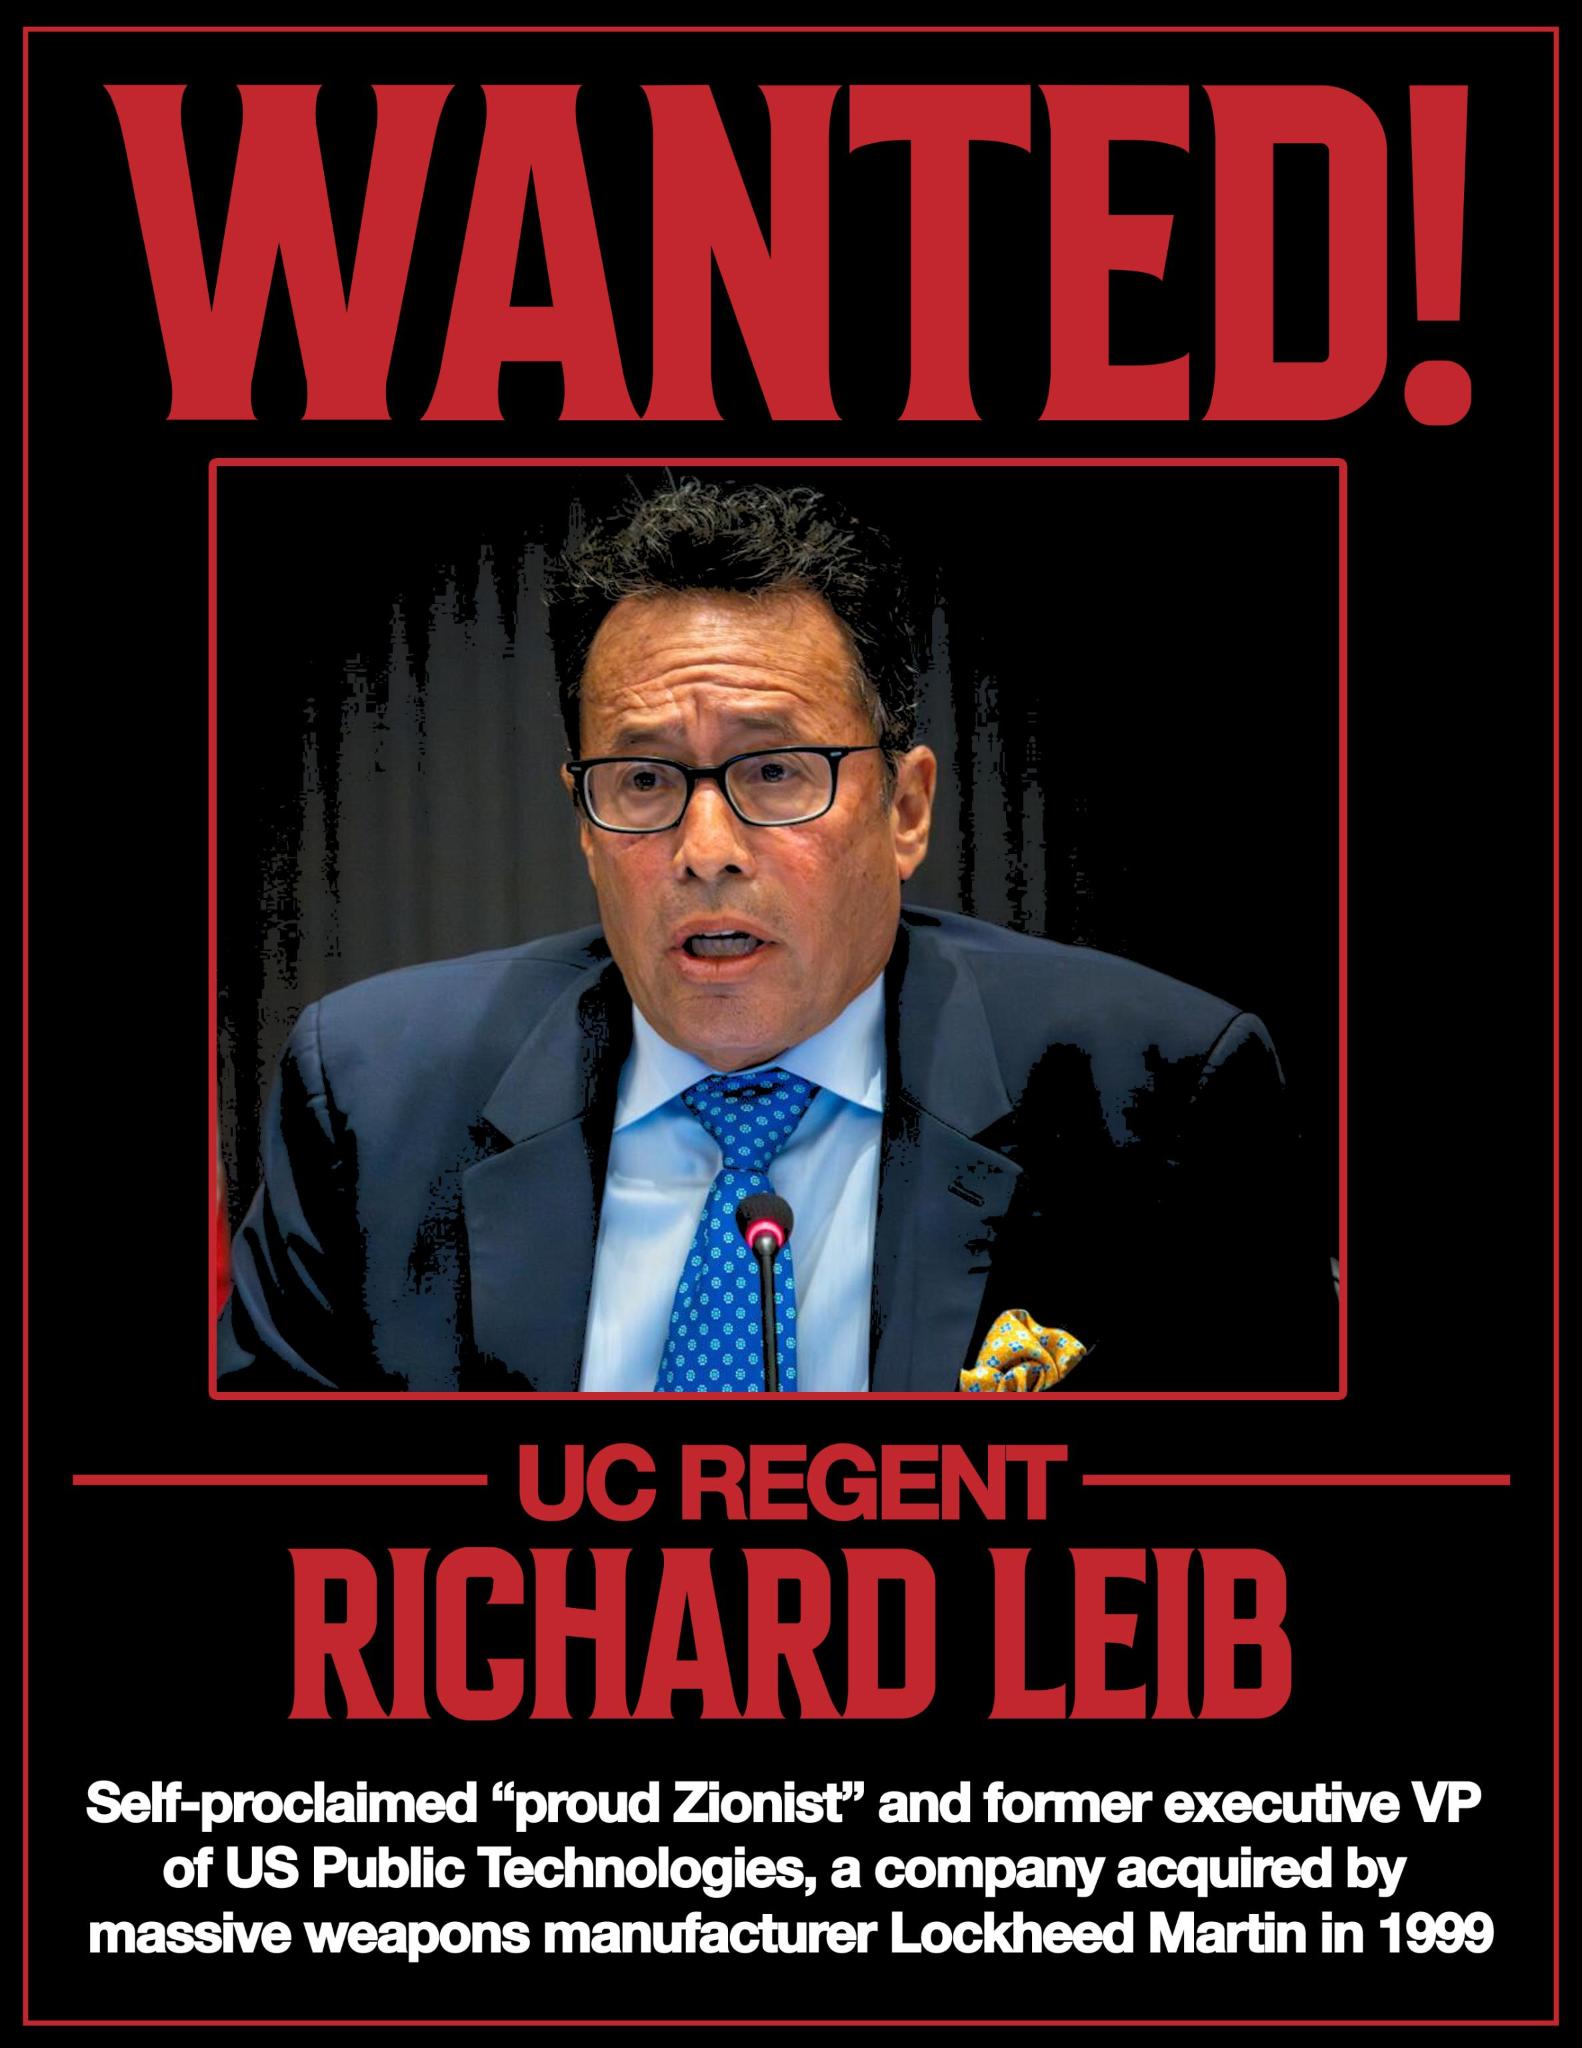 WANTED!
UC REGENT
RICHARD LEIB
Self-proclaimed “proud Zionist” and former executive VP
of US Public Technologies, a company acquired by
massive weapons manufacturer Lockheed Martin in 1999